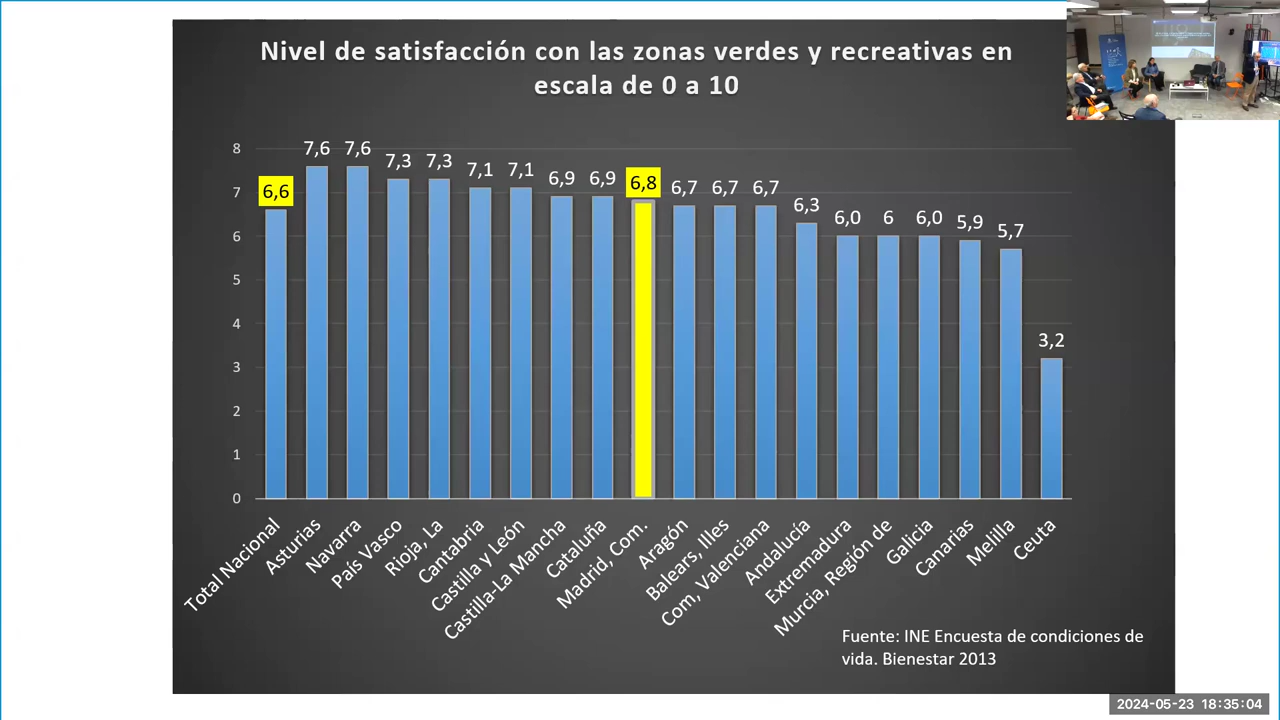 Nivel de satisfacción con las zonas verdes y recreativas en
escala de 0 a 10
8
7
6
5
4
3
2
1
0
6,6
7,6
7,6
7,3
7,3
7,1
7,1
6,9
6,9
6,8
6,7
6,7
6,7
6,3
6,0
6
6,0
5,9
5,7
3,2
Total Nacional
Asturias
Navarra
País Vasco
Rioja, La
Cantabria
Castilla y León
Castilla-La Mancha
Cataluña
Madrid, Com.
Aragón
Balears, Illes
Com, Valenciana
Andalucía
Extremadura
Murcia, Región de
Galicia
Canarias
Melilla
Ceuta
Fuente: INE Encuesta de condiciones de
vida. Bienestar 2013
2024-05-23 18:35:04